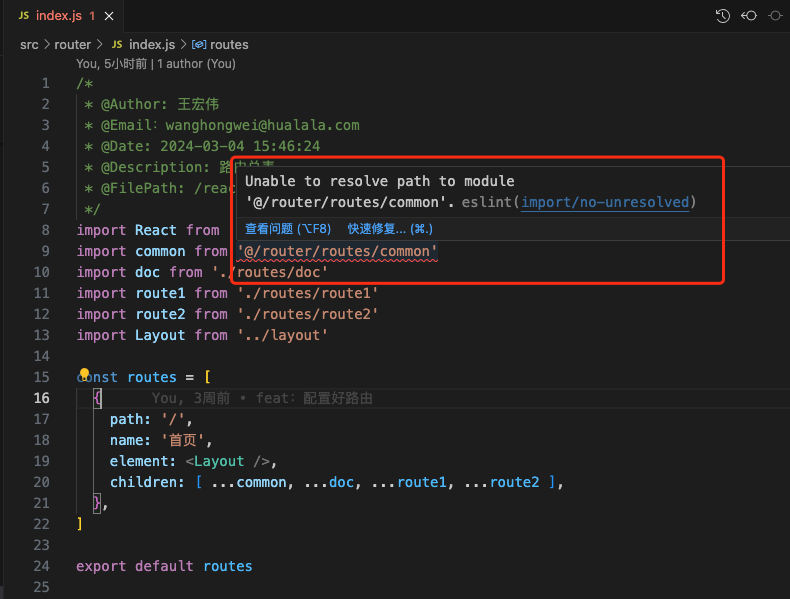 JS index.js 1 ×
src > router > JS index.js > routes
You, 5小时前 | 1 author (You)
1 /*
2 * @Author: 王宏伟
3 * @Email: wanghongwei@hualala.com
4 * @Date: 2024-03-04 15:46:24
5 * @Description:
6 * @FilePath: /reac
7 */
Unable to resolve path to module
'@/router/routes/common'. eslint(import/no-unresolved)
查看问题 (⌥F8) 快速修复... (⌘.)
8 import React from
9 import common from '@/router/routes/common'
10 import doc from './routes/doc'
11 import route1 from './routes/route1'
12 import route2 from './routes/route2'
13 import Layout from '../layout'
14
15 const routes = [
16 { You, 3周前 • feat: 配置好路由
17 path: '/',
18 name: '首页',
19 element: <Layout />,
20 children: [ ...common, ...doc, ...route1, ...route2 ],
21 },
22 ]
23
24 export default routes
25